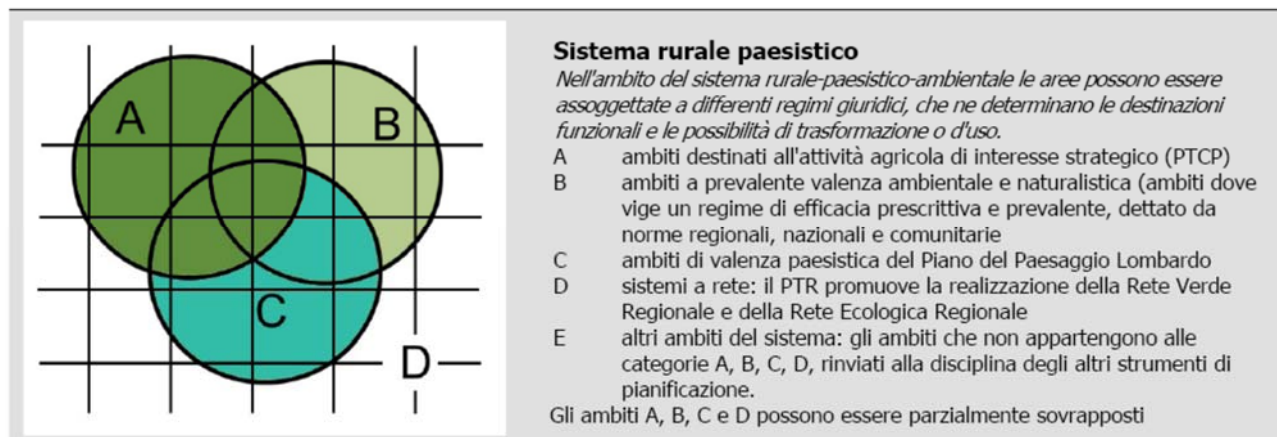 A
B
C
D
Sistema rurale paesistico
Nell'ambito del sistema rurale-paesistico-ambientale le aree possono essere
assoggettate a differenti regimi giuridici, che ne determinano le destinazioni
funzionali e le possibilità di trasformazione o d'uso.
A ambiti destinati all'attività agricola di interesse strategico (PTCP)
B ambiti a prevalente valenza ambientale e naturalistica (ambiti dove
vige un regime di efficacia prescrittiva e prevalente, dettato da
norme regionali, nazionali e comunitarie
C ambiti di valenza paesistica del Piano del Paesaggio Lombardo
D sistemi a rete: il PTR promuove la realizzazione della Rete Verde
Regionale e della Rete Ecologica Regionale
E altri ambiti del sistema: gli ambiti che non appartengono alle
categorie A, B, C, D, rinviati alla disciplina degli altri strumenti di
pianificazione.
Gli ambiti A, B, C e D possono essere parzialmente sovrapposti